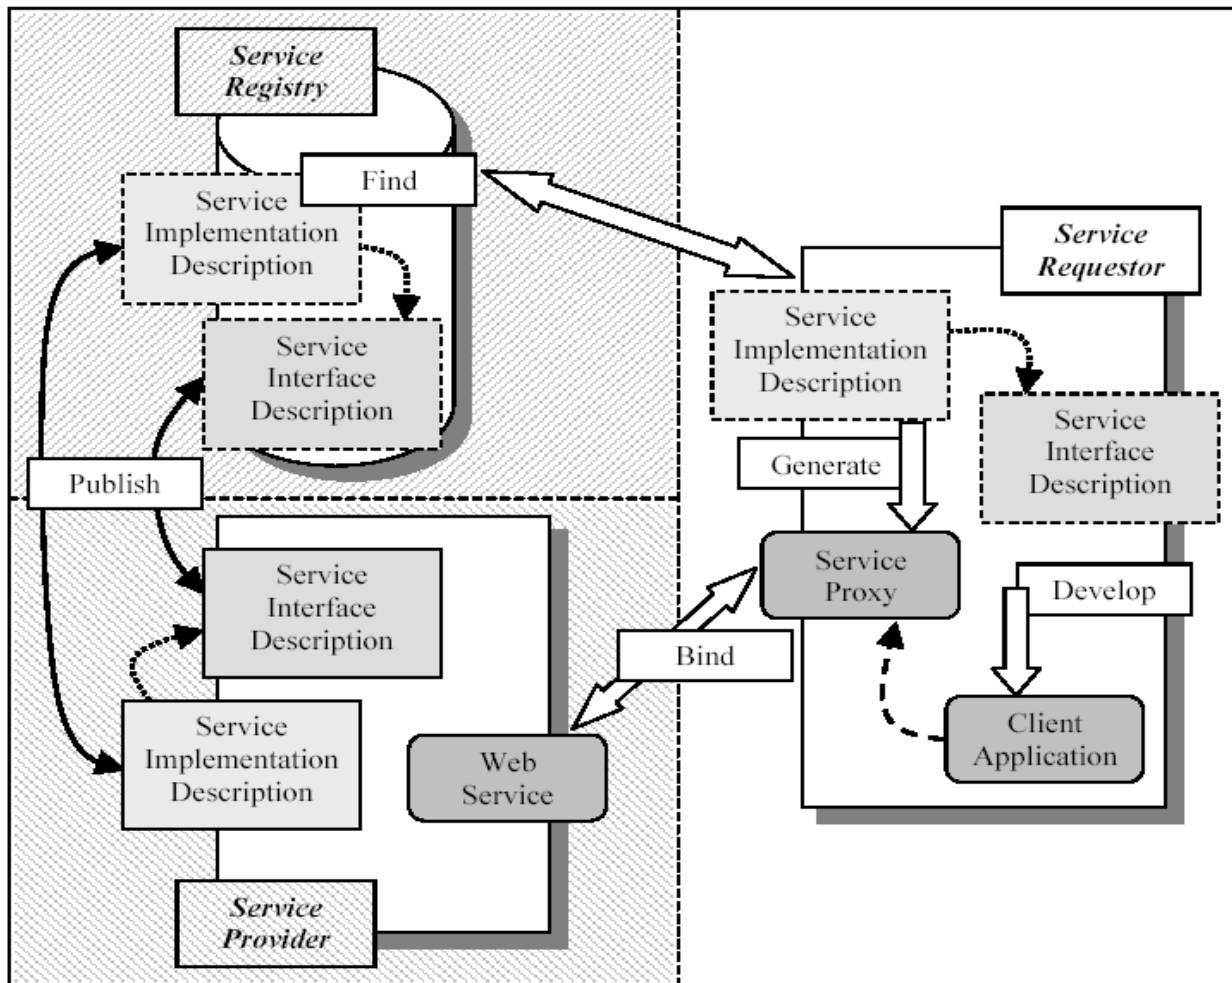 Service
Registry
Find
Service
Implementation
Description
Service
Interface
Description
Publish
Service
Interface
Description
Service
Implementation
Description
Web
Service
Service
Provider
Bind
Service
Requestor
Service
Implementation
Description
Service
Interface
Description
Generate
Service
Proxy
Develop
Client
Application